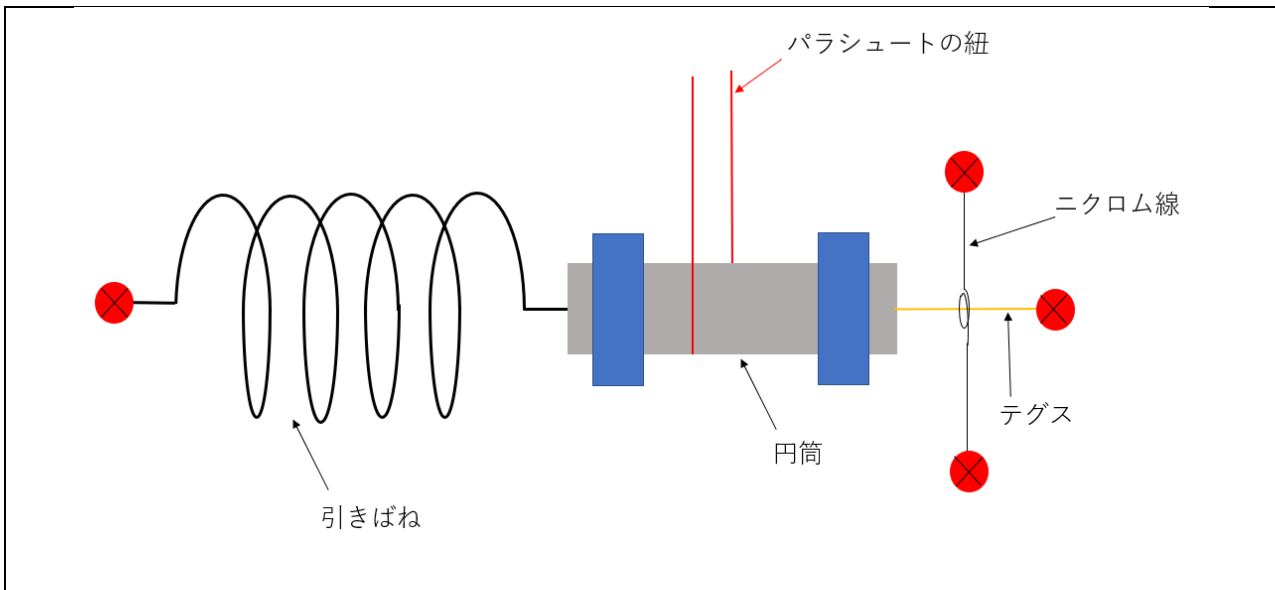 パラシュートの紐
ニクロム線
テグス
円筒
引きばね